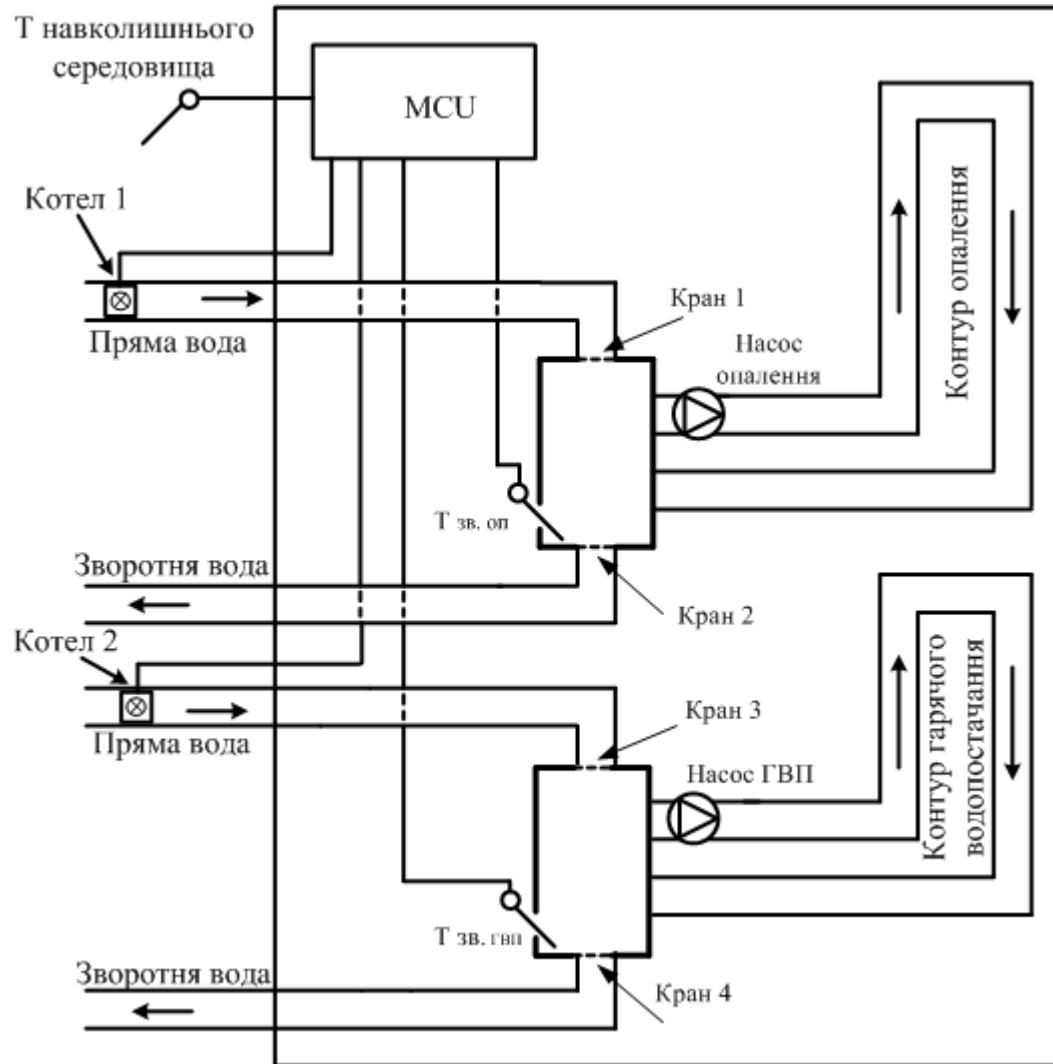 Т навколишнього
середовища
MCU
Котел 1
Пряма вода
Кран 1
Насос
опалення
Контур опалення
Т зв. оп
Зворотня вода
Кран 2
Котел 2
Пряма вода
Кран 3
Насос ГВП
Контур гарячого
водопостачання
Т зв. гвп
Зворотня вода
Кран 4